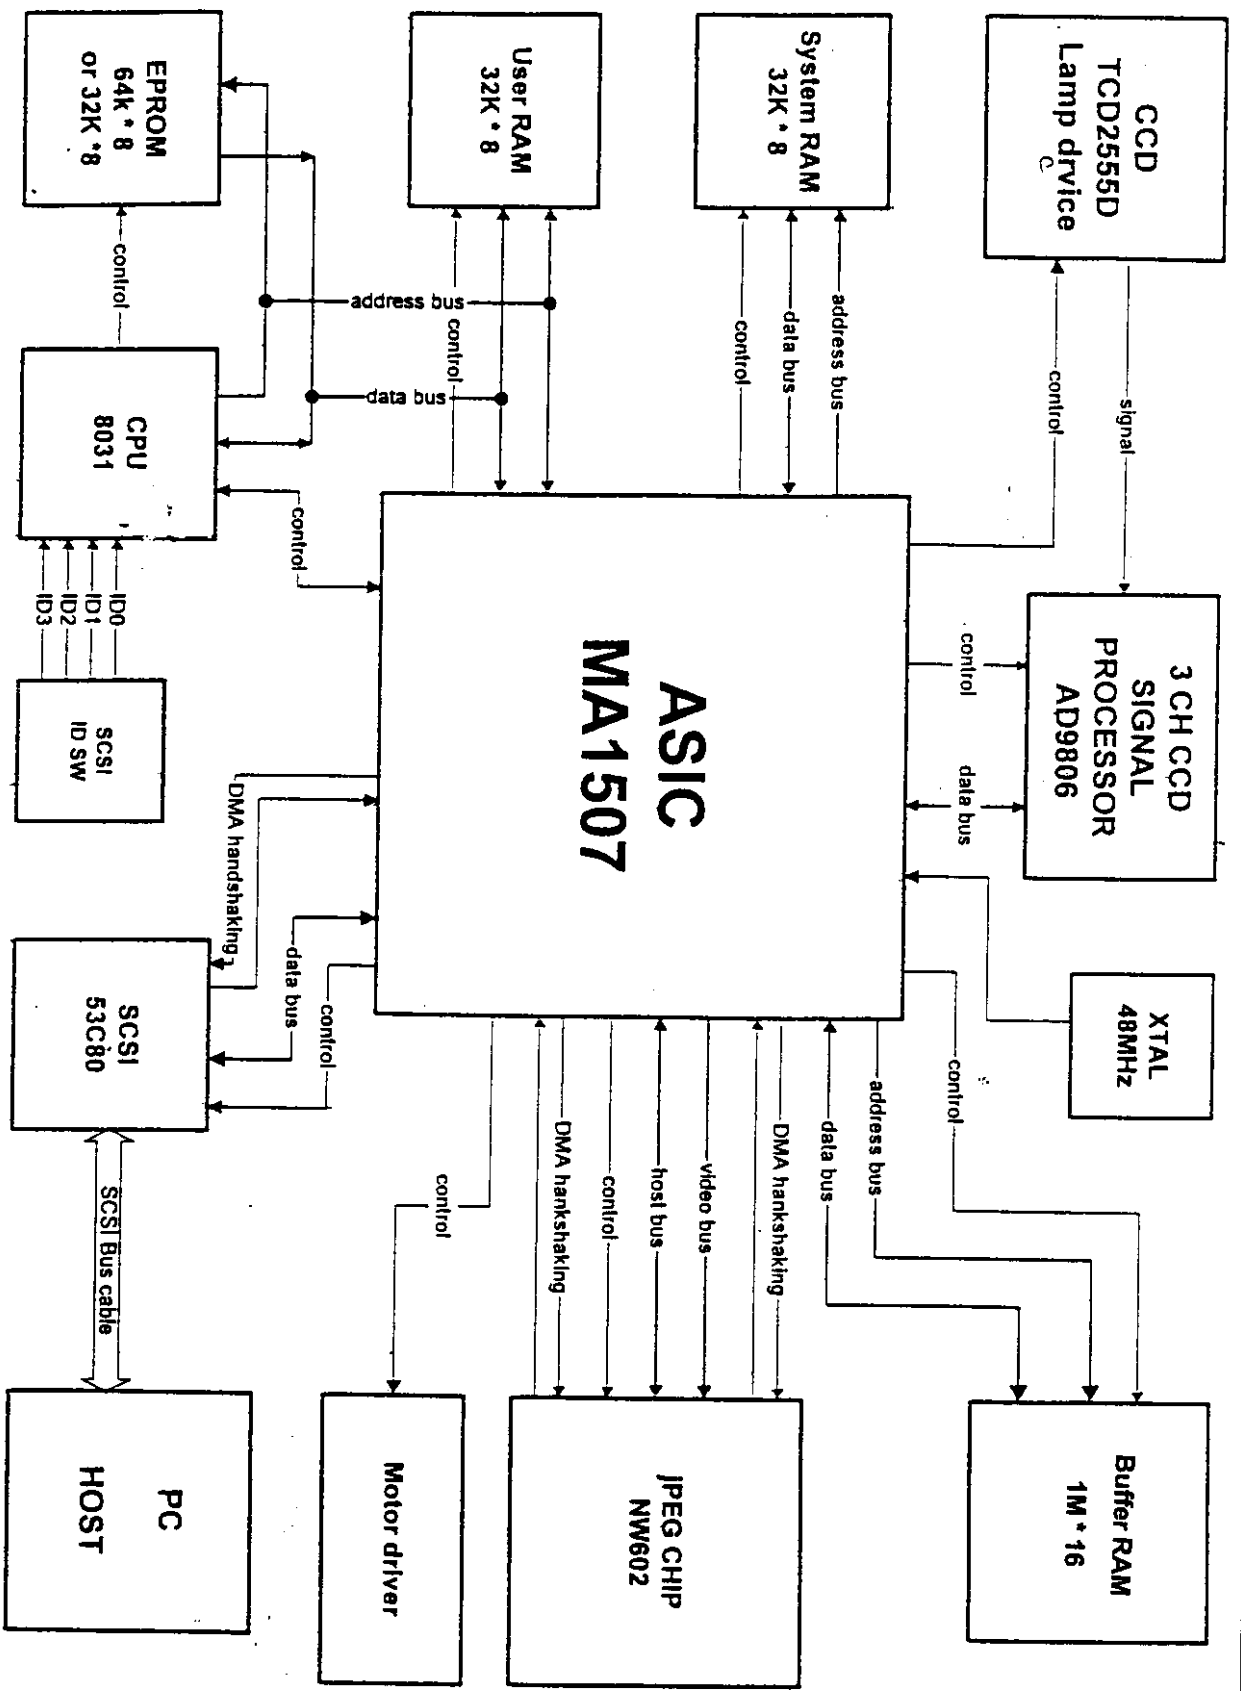 CCD
TCD2555D
Lamp drvice
e
System RAM
32K * 8
User RAM
32K * 8
EPROM
64k * 8
or 32K *8
signal
control
address bus
data bus
control
control
address bus
data bus
control
3 CH CCD
SIGNAL
PROCESSOR
AD9806
control
data bus
ASIC
MA1507
control
CPU
8031
ID0
ID1
ID2
ID3
SCSI
ID SW
XTAL
48MHz
control
address bus
data bus
DMA hankshaking
video bus
host bus
control
DMA hankshaking
control
control
data bus
DMA handshaking
SCSI
53C80
SCSI Bus cable
Buffer RAM
1M * 16
jPEG CHIP
NW602
Motor driver
PC
HOST